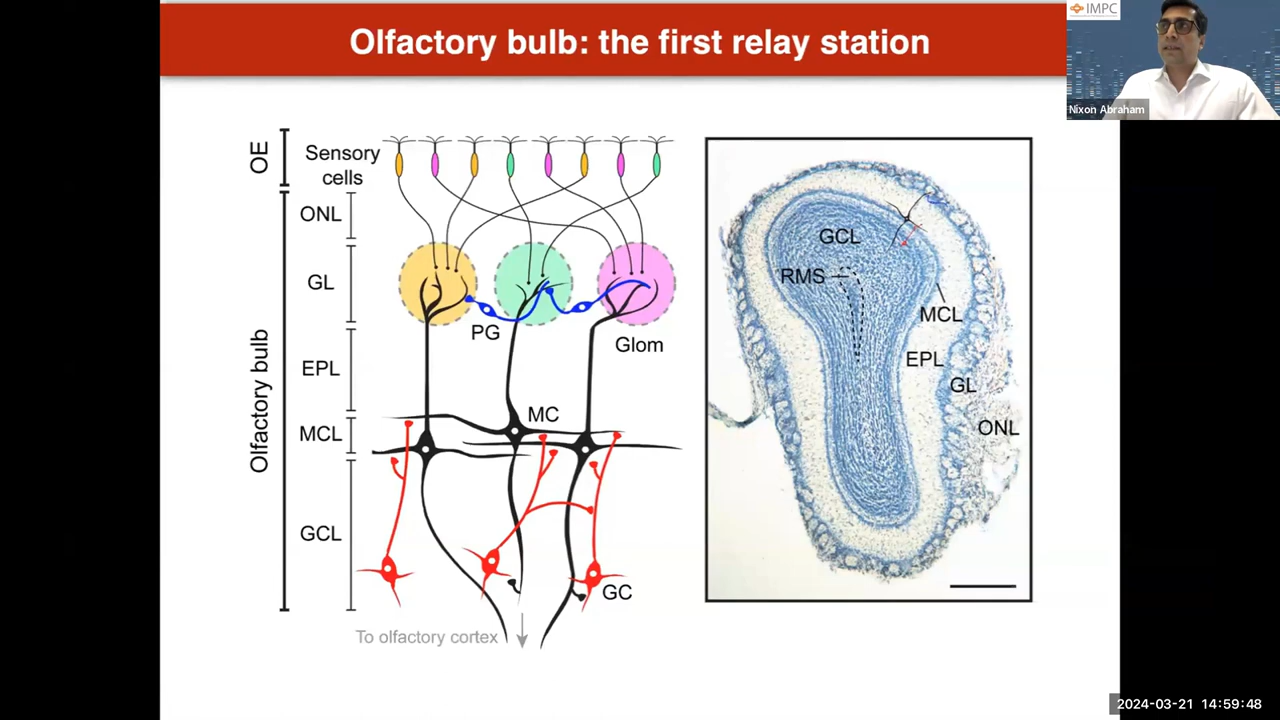 Olfactory bulb: the first relay station
IMPC
Nixon Abraham
OE
Sensory
cells
Olfactory bulb
ONL
GL
EPL
MCL
GCL
PG
Glom
MC
GC
To olfactory cortex
GCL
RMS
MCL
EPL
GL
ONL
2024-03-21 14:59:48